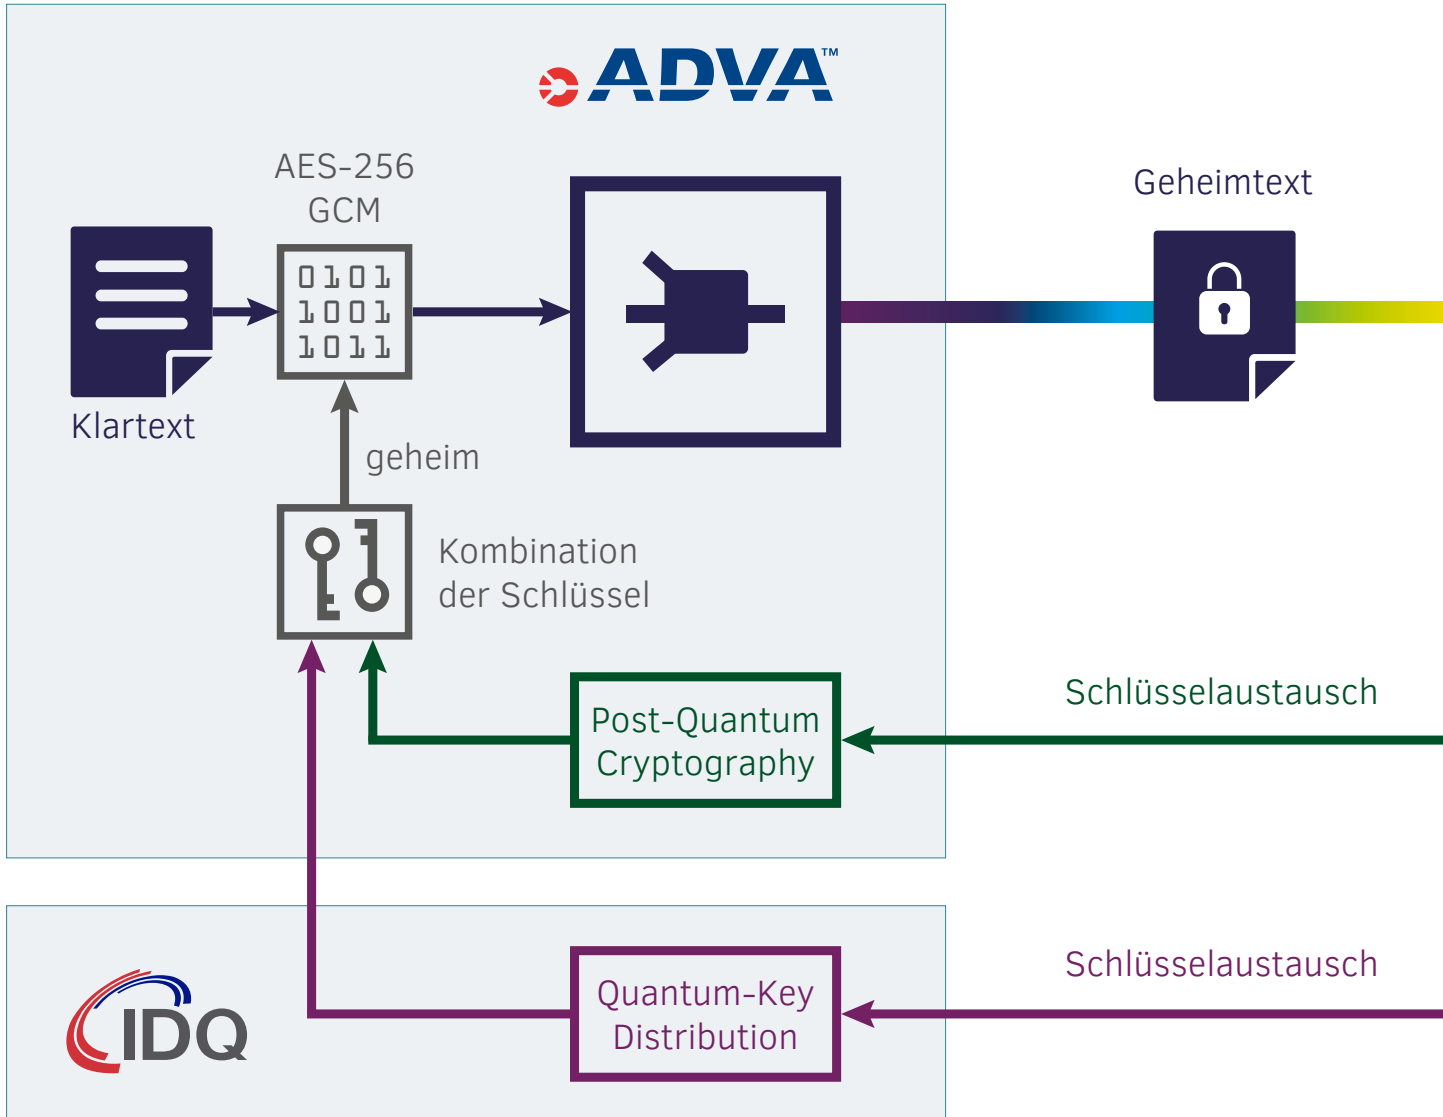 ADVA™
AES-256
GCM
Geheimtext
0101
1001
1011
Klartext
geheim
Kombination
der Schlüssel
Schlüsselaustausch
Post-Quantum
Cryptography
Schlüsselaustausch
Quantum-Key
Distribution
IDQ